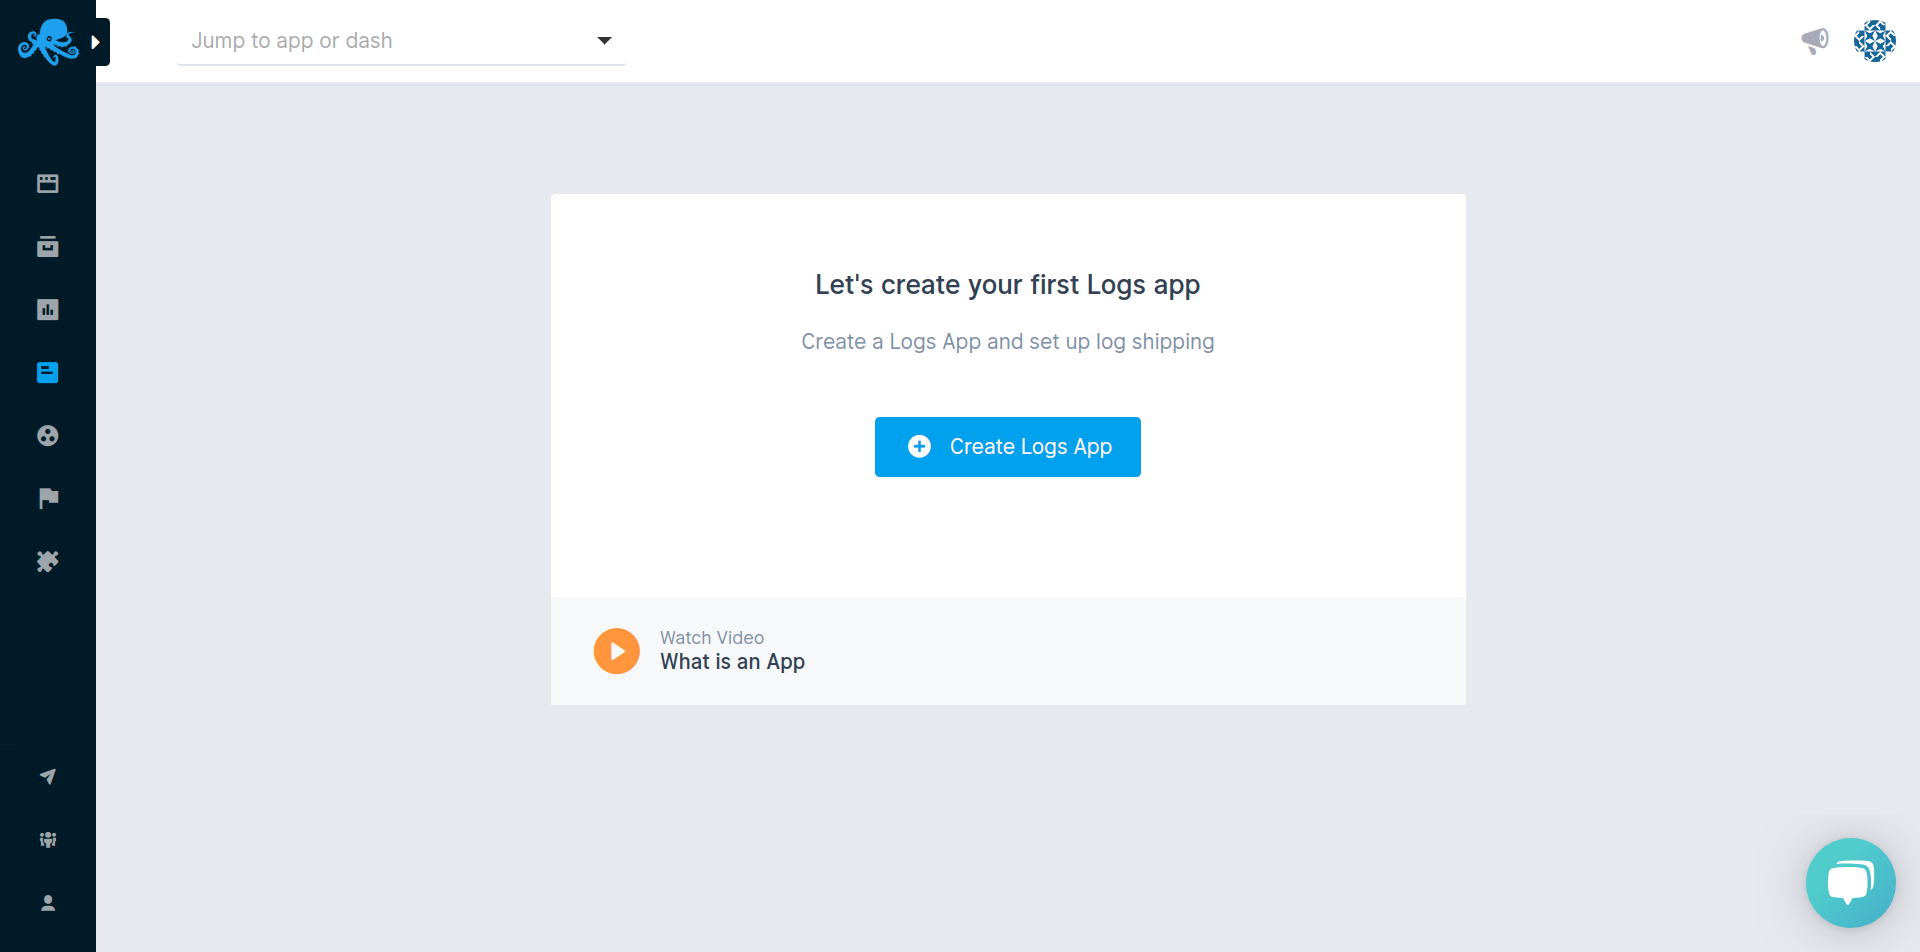 Jump to app or dash
Let's create your first Logs app
Create a Logs App and set up log shipping
Create Logs App
Watch Video
What is an App